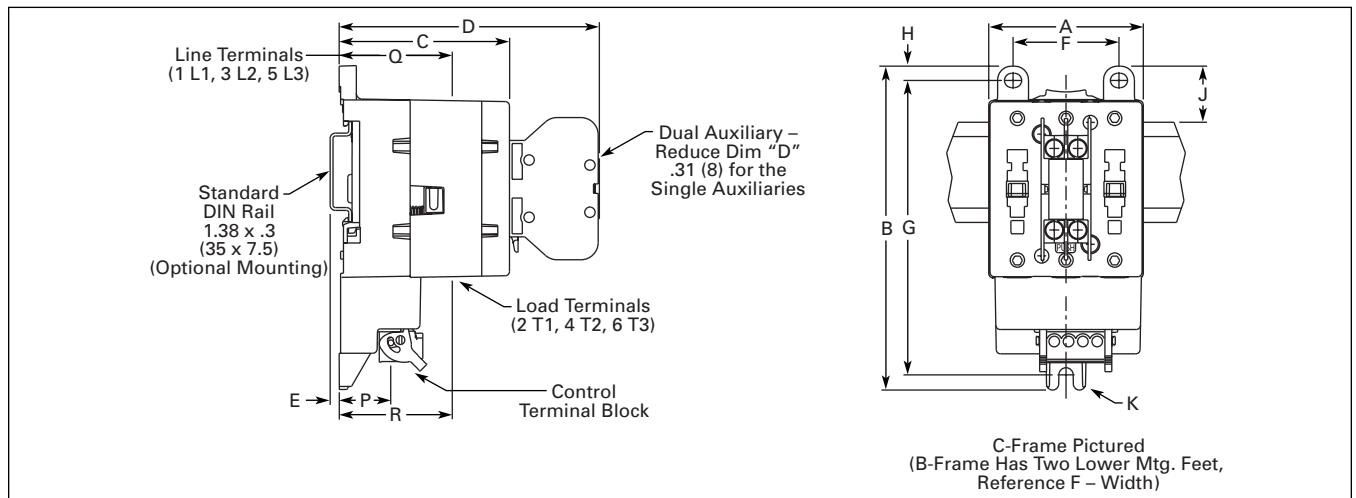 D
C
Q
Line Terminals
(1 L1, 3 L2, 5 L3)
Dual Auxiliary –
Reduce Dim “D”
.31 (8) for the
Single Auxiliaries
Standard
DIN Rail
1.38 x .3
(35 x 7.5)
(Optional Mounting)
Load Terminals
(2 T1, 4 T2, 6 T3)
Control
Terminal Block
E
P
R
H
A
F
J
B
G
PUSH
K
C-Frame Pictured
(B-Frame Has Two Lower Mtg. Feet,
Reference F – Width)